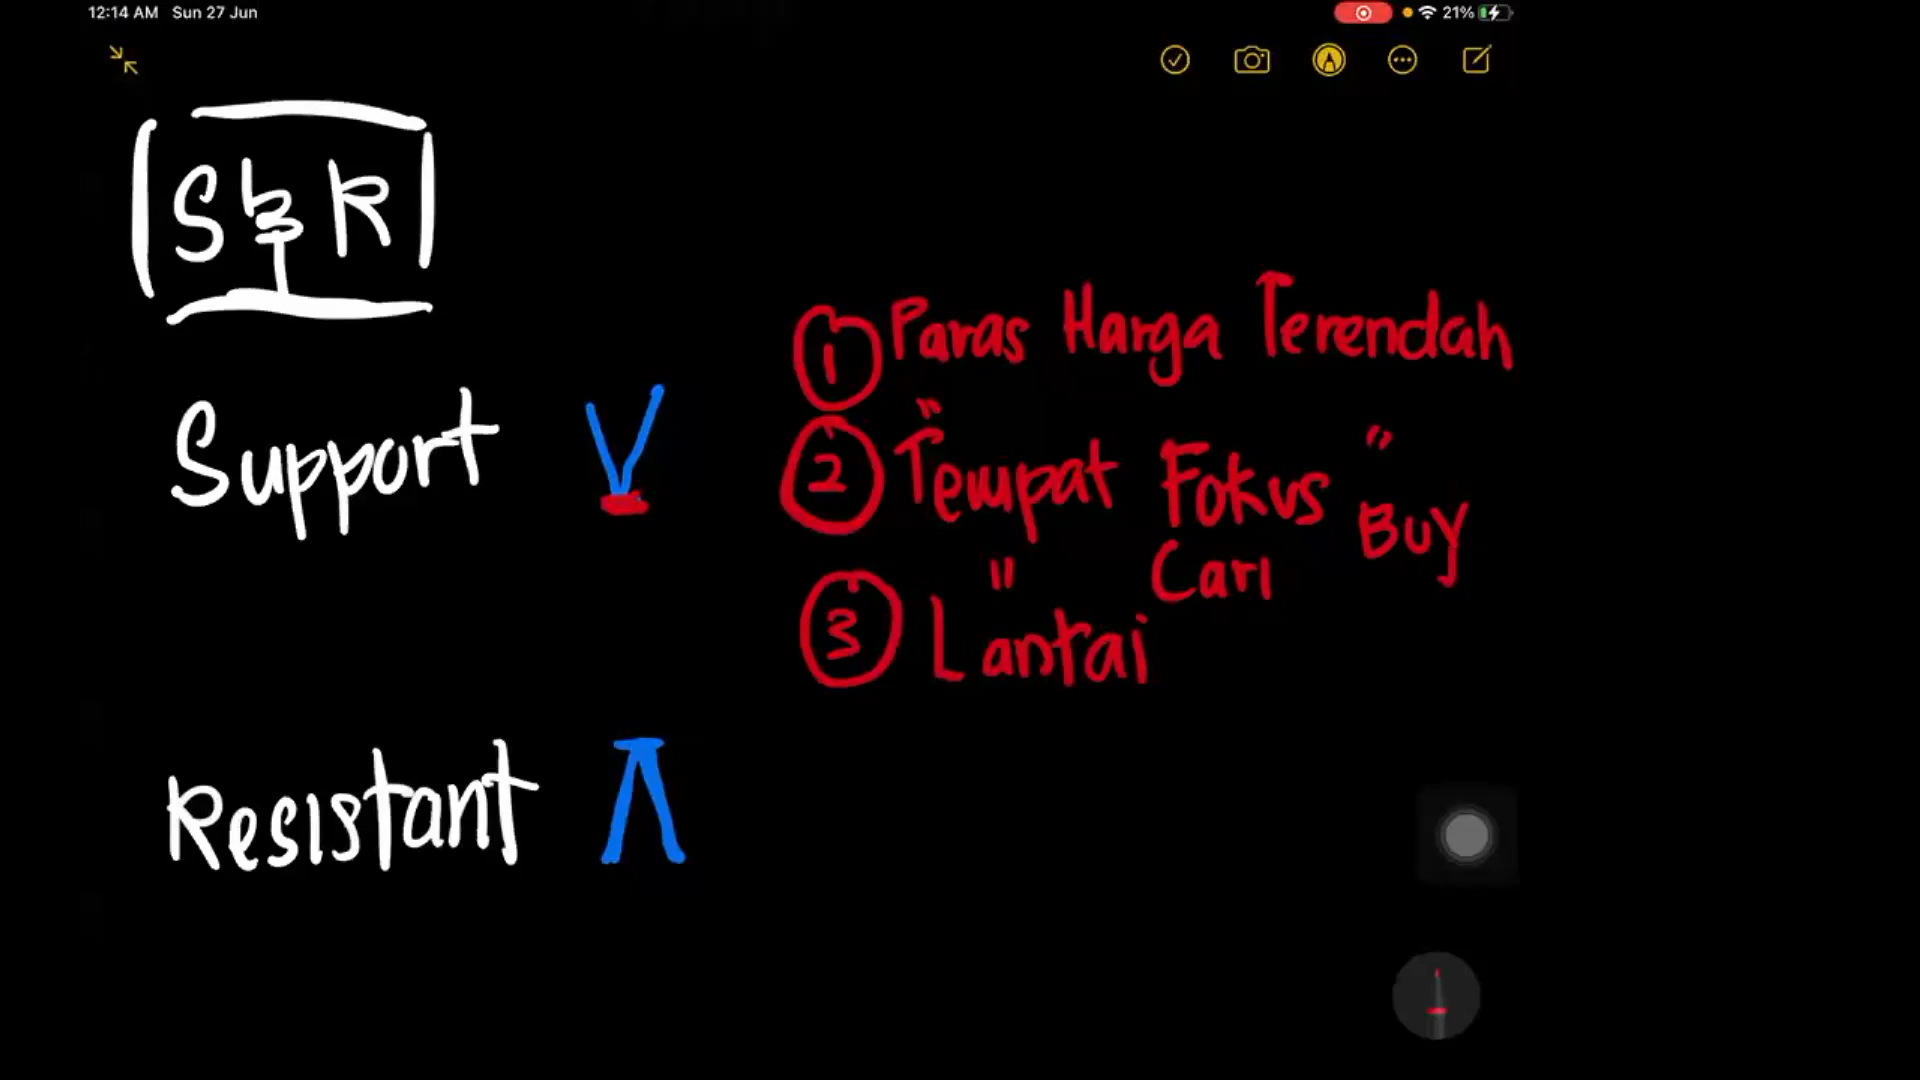 12:14 AM Sun 27 Jun
21%
S & R
1 Paras Harga Terendah
Support
2 " Tempat Fokus "
Cari Buy
3 " Lantai
Resistant